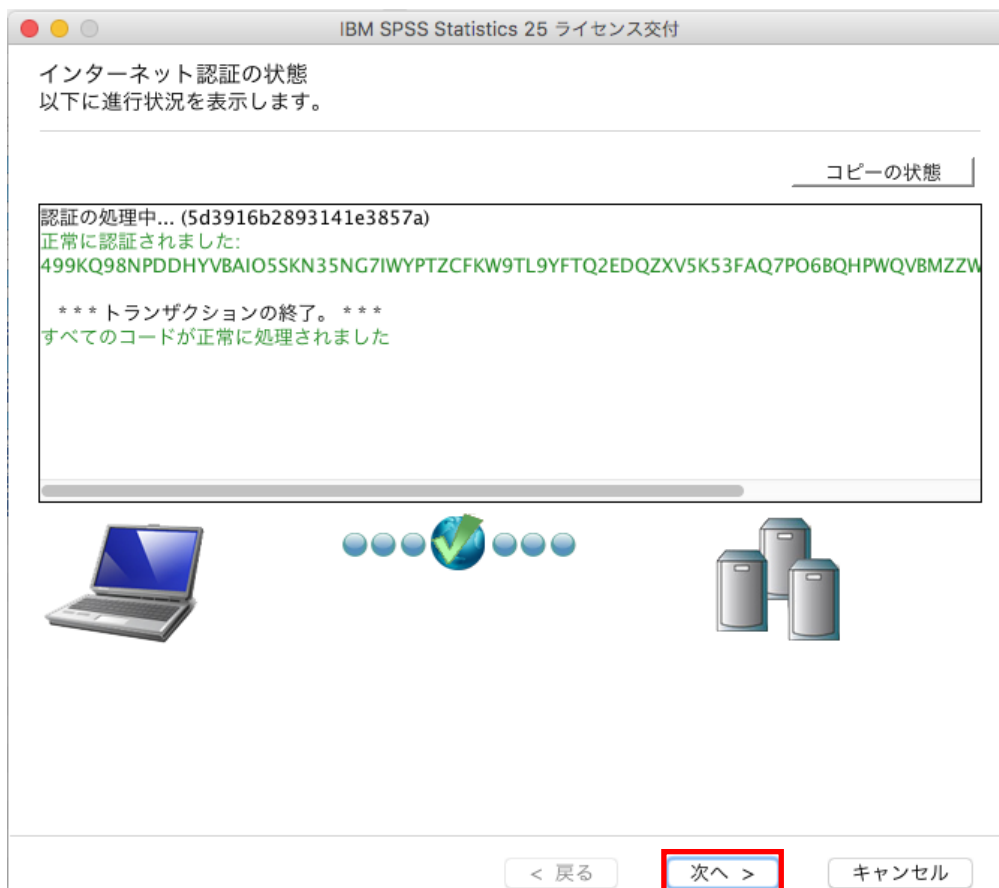 IBM SPSS Statistics 25 ライセンス交付
インターネット認証の状態
以下に進行状況を表示します。
コピーの状態
認証の処理中... (5d3916b2893141e3857a)
正常に認証されました:
499KQ98NPDDHYVBAIO5SKN35NG7IWYPTZCFKW9TL9YFTQ2EDQZXV5K53FAQ7PO6BQHPWQVBMZZW
* * * トランザクションの終了。 * * *
すべてのコードが正常に処理されました
< 戻る
次へ >
キャンセル